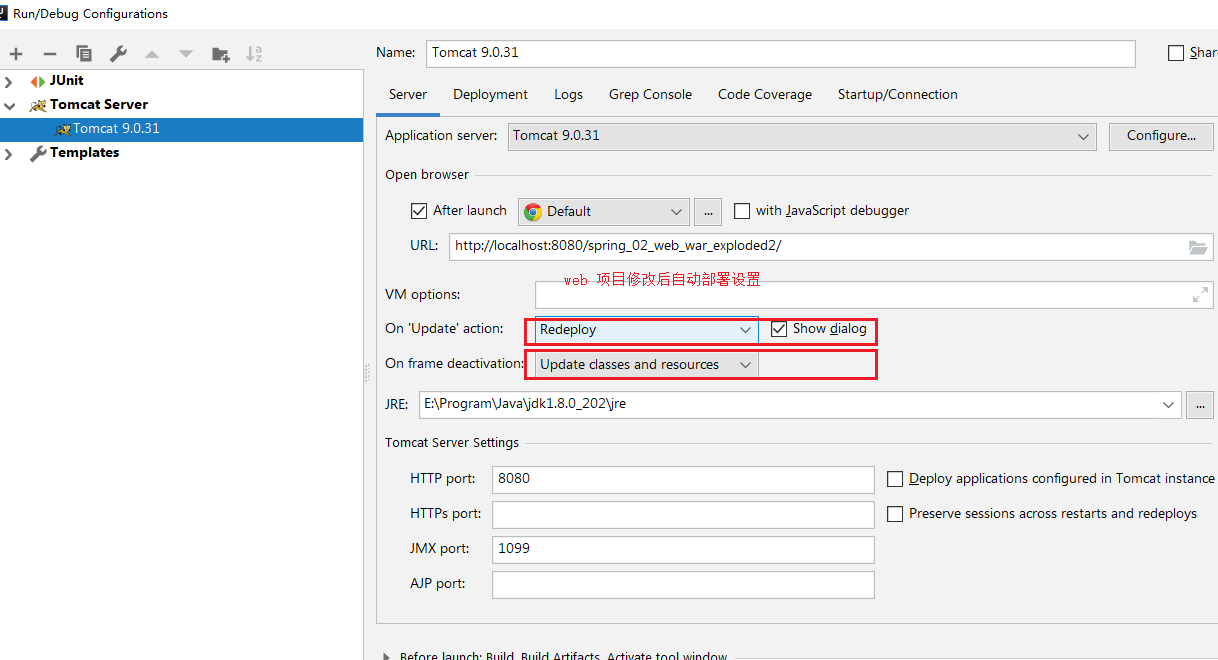 Run/Debug Configurations
Name: Tomcat 9.0.31
Shar
JUnit
Tomcat Server
Tomcat 9.0.31
Templates
Server Deployment Logs Grep Console Code Coverage Startup/Connection
Application server: Tomcat 9.0.31 Configure...
Open browser
After launch Default ... with JavaScript debugger
URL: http://localhost:8080/spring_02_web_war_exploded2/
web 项目修改后自动部署设置
VM options:
On 'Update' action: Redeploy Show dialog
On frame deactivation: Update classes and resources
JRE: E:\Program\Java\jdk1.8.0_202\jre ...
Tomcat Server Settings
HTTP port: 8080 Deploy applications configured in Tomcat instance
HTTPs port: Preserve sessions across restarts and redeploys
JMX port: 1099
AJP port:
Before launch: Build, Build Artifacts, Activate tool window